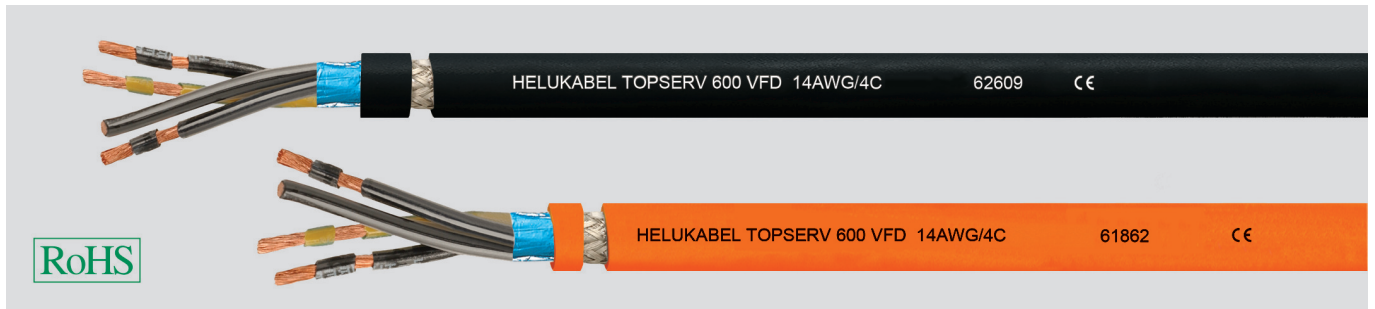 HELUKABEL TOPSERV 600 VFD 14AWG/4C 62609 CE
HELUKABEL TOPSERV 600 VFD 14AWG/4C 61862 CE
RoHS